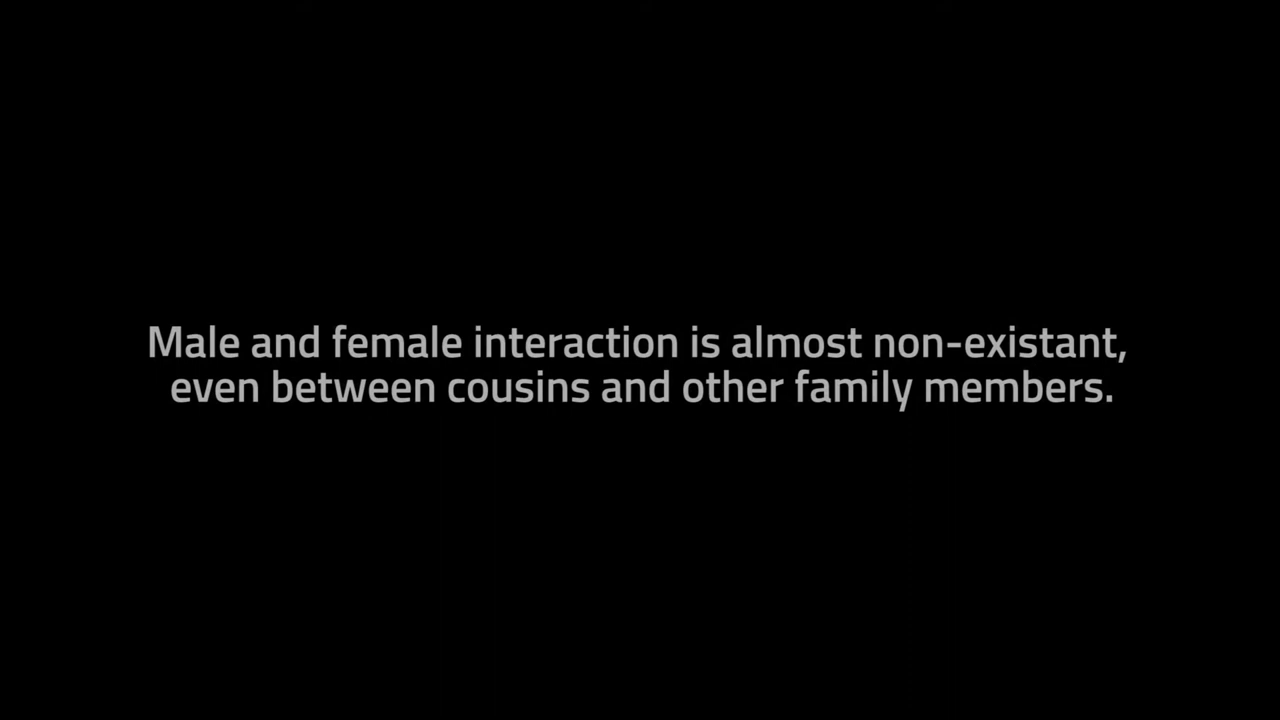 Male and female interaction is almost non-existant,
even between cousins and other family members.